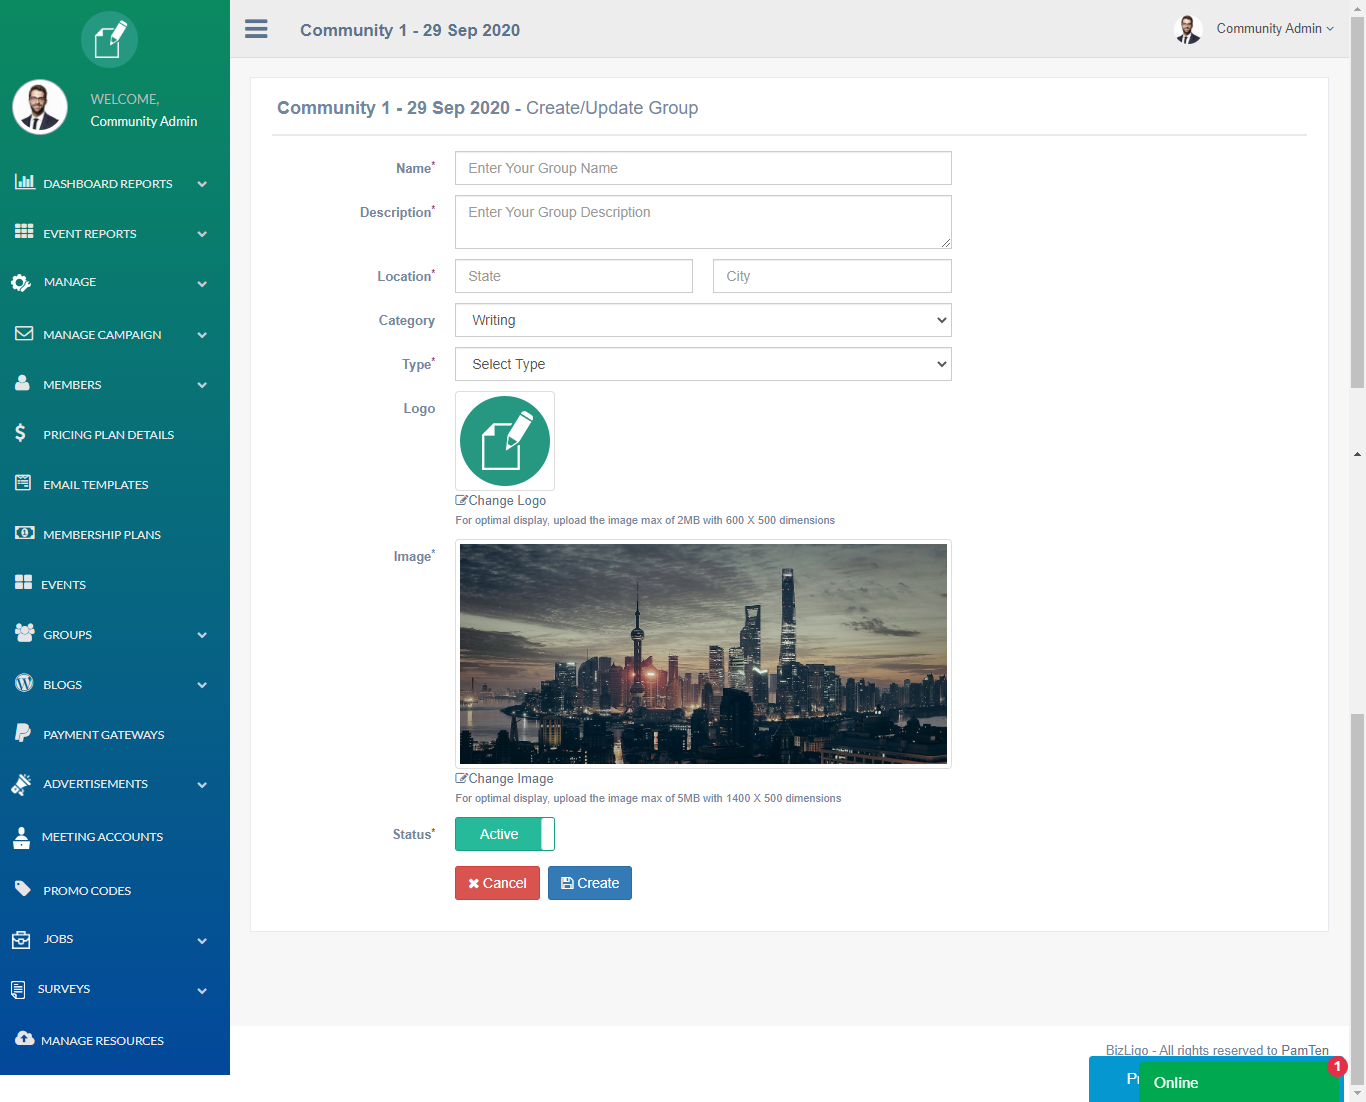 Community 1 - 29 Sep 2020
Community Admin
WELCOME,
Community Admin
DASHBOARD REPORTS
EVENT REPORTS
MANAGE
MANAGE CAMPAIGN
MEMBERS
PRICING PLAN DETAILS
EMAIL TEMPLATES
MEMBERSHIP PLANS
EVENTS
GROUPS
BLOGS
PAYMENT GATEWAYS
ADVERTISEMENTS
MEETING ACCOUNTS
PROMO CODES
JOBS
SURVEYS
MANAGE RESOURCES
Community 1 - 29 Sep 2020 - Create/Update Group
Name* Enter Your Group Name
Description* Enter Your Group Description
Location* State City
Category Writing
Type* Select Type
Logo
Change Logo
For optimal display, upload the image max of 2MB with 600 X 500 dimensions
Image*
Change Image
For optimal display, upload the image max of 5MB with 1400 X 500 dimensions
Status* Active
Cancel Create
BizLigo - All rights reserved to PamTen
1
Online